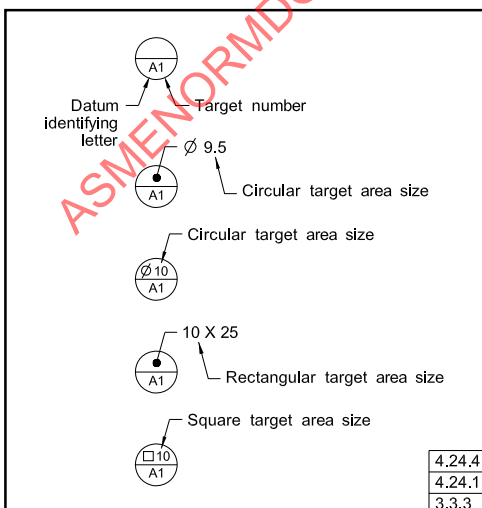 A1
Datum identifying letter
Target number
Ø 9.5
Circular target area size
A1
Circular target area size
Ø 10
A1
10 X 25
A1
Rectangular target area size
Square target area size
□ 10
A1
4.24.4
4.24.1
3.3.3